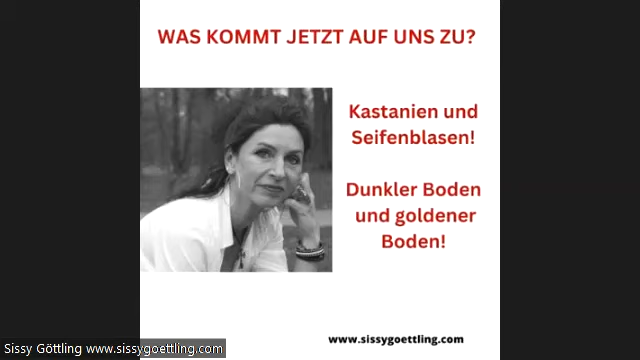 WAS KOMMT JETZT AUF UNS ZU?
Kastanien und
Seifenblasen!
Dunkler Boden
und goldener
Boden!
www.sissygoettling.com
Sissy Göttling www.sissygoettling.com